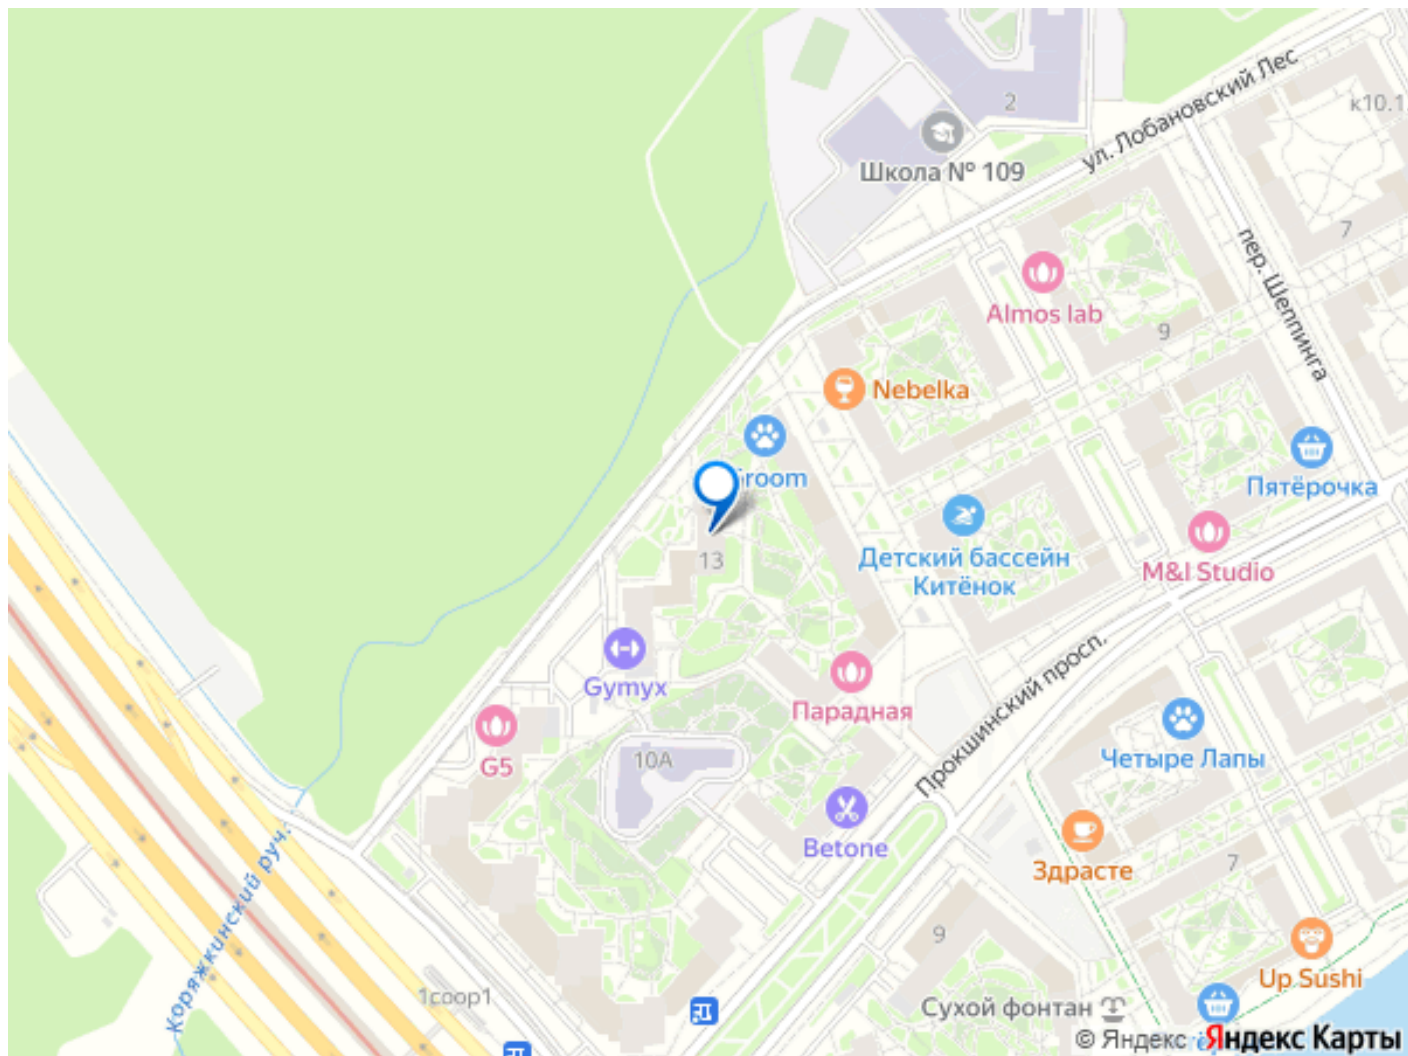 ул. Лобановский Лес
2
к10.1
Школа № 109
7
пер. Шеппинга
Almos lab
9
Nebelka
room
Пятёрочка
13
Детский бассейн
Китёнок
M&I Studio
Gymyx
Парадная
Прокшинский просп.
G5
10А
Четыре Лапы
Betone
Здрасте
7
Коряжкинский руч.
9
Up Sushi
1соор1
Сухой фонтан
© Яндекс Яндекс Карты